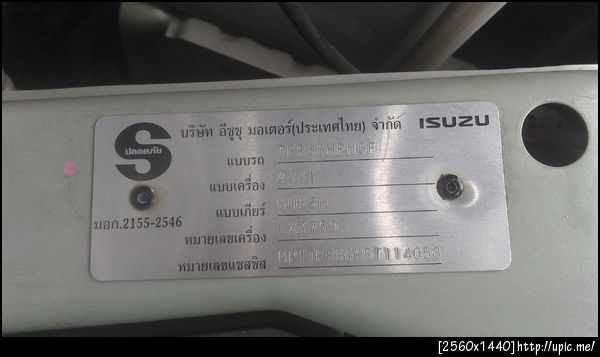 S
ปลอดภัย
มอก.2155-2546
บริษัท อีซูซุ มอเตอร์(ประเทศไทย) จำกัด ISUZU
แบบรถ
แบบเครื่อง 4JK1
แบบเกียร์ MUA5H
หมายเลขเครื่อง
หมายเลขแชสซิส
[2560x1440]http://upic.me/